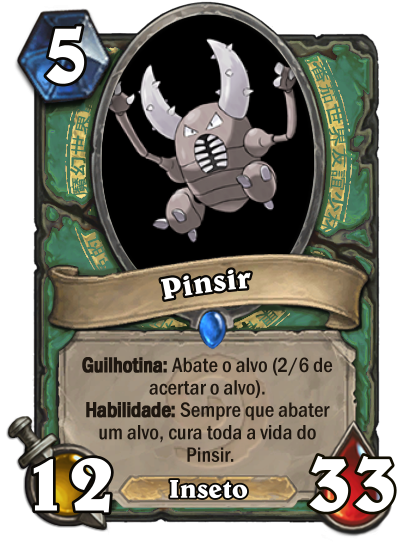 5
Pinsir
Guilhotina: Abate o alvo (2/6 de
acertar o alvo).
Habilidade: Sempre que abater
um alvo, cura toda a vida do
Pinsir.
12
Inseto
33